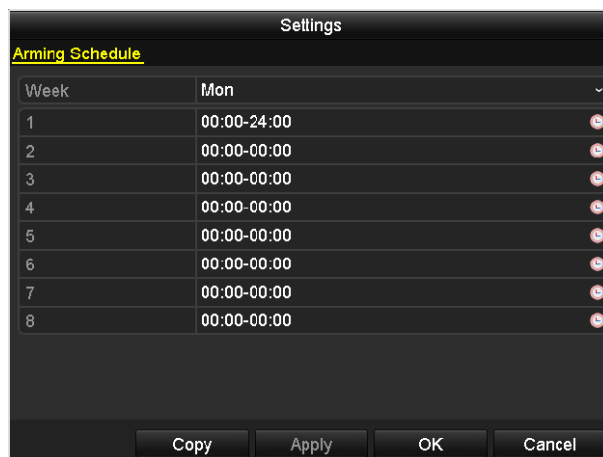 Settings
Arming Schedule
Week Mon
1 00:00-24:00
2 00:00-00:00
3 00:00-00:00
4 00:00-00:00
5 00:00-00:00
6 00:00-00:00
7 00:00-00:00
8 00:00-00:00
Copy Apply OK Cancel